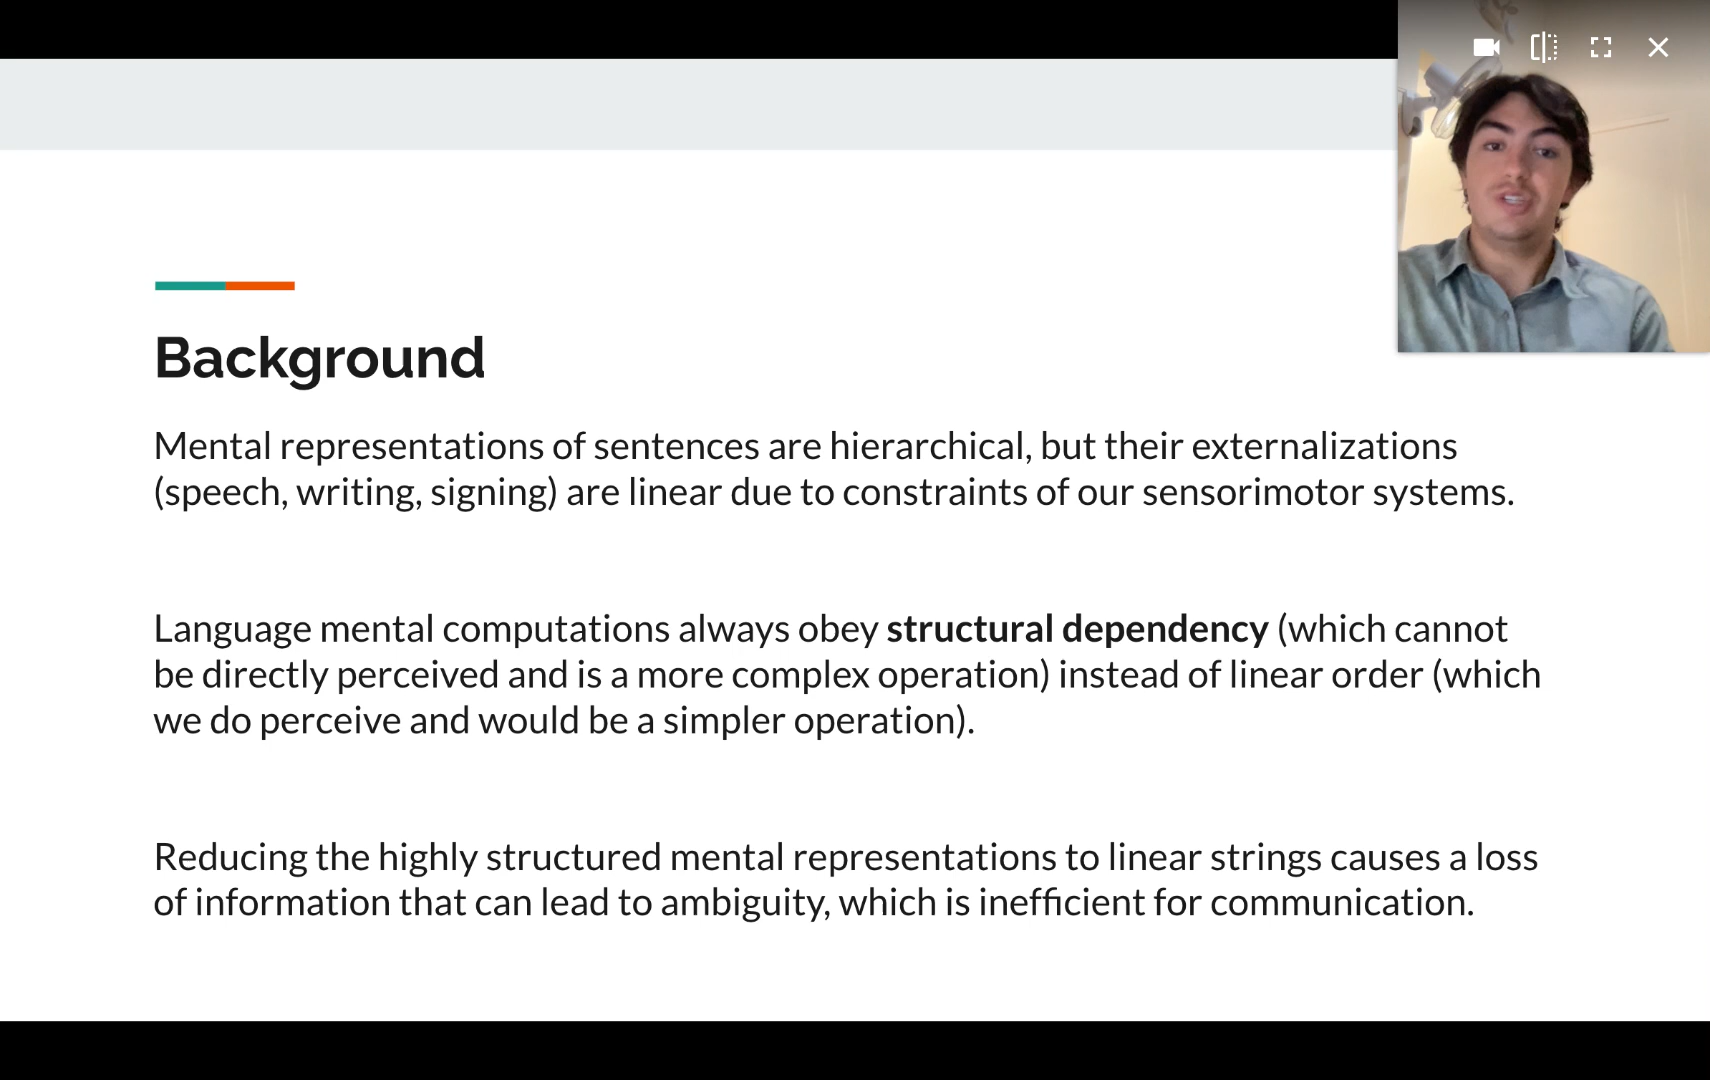 Background
Mental representations of sentences are hierarchical, but their externalizations
(speech, writing, signing) are linear due to constraints of our sensorimotor systems.
Language mental computations always obey structural dependency (which cannot
be directly perceived and is a more complex operation) instead of linear order (which
we do perceive and would be a simpler operation).
Reducing the highly structured mental representations to linear strings causes a loss
of information that can lead to ambiguity, which is inefficient for communication.